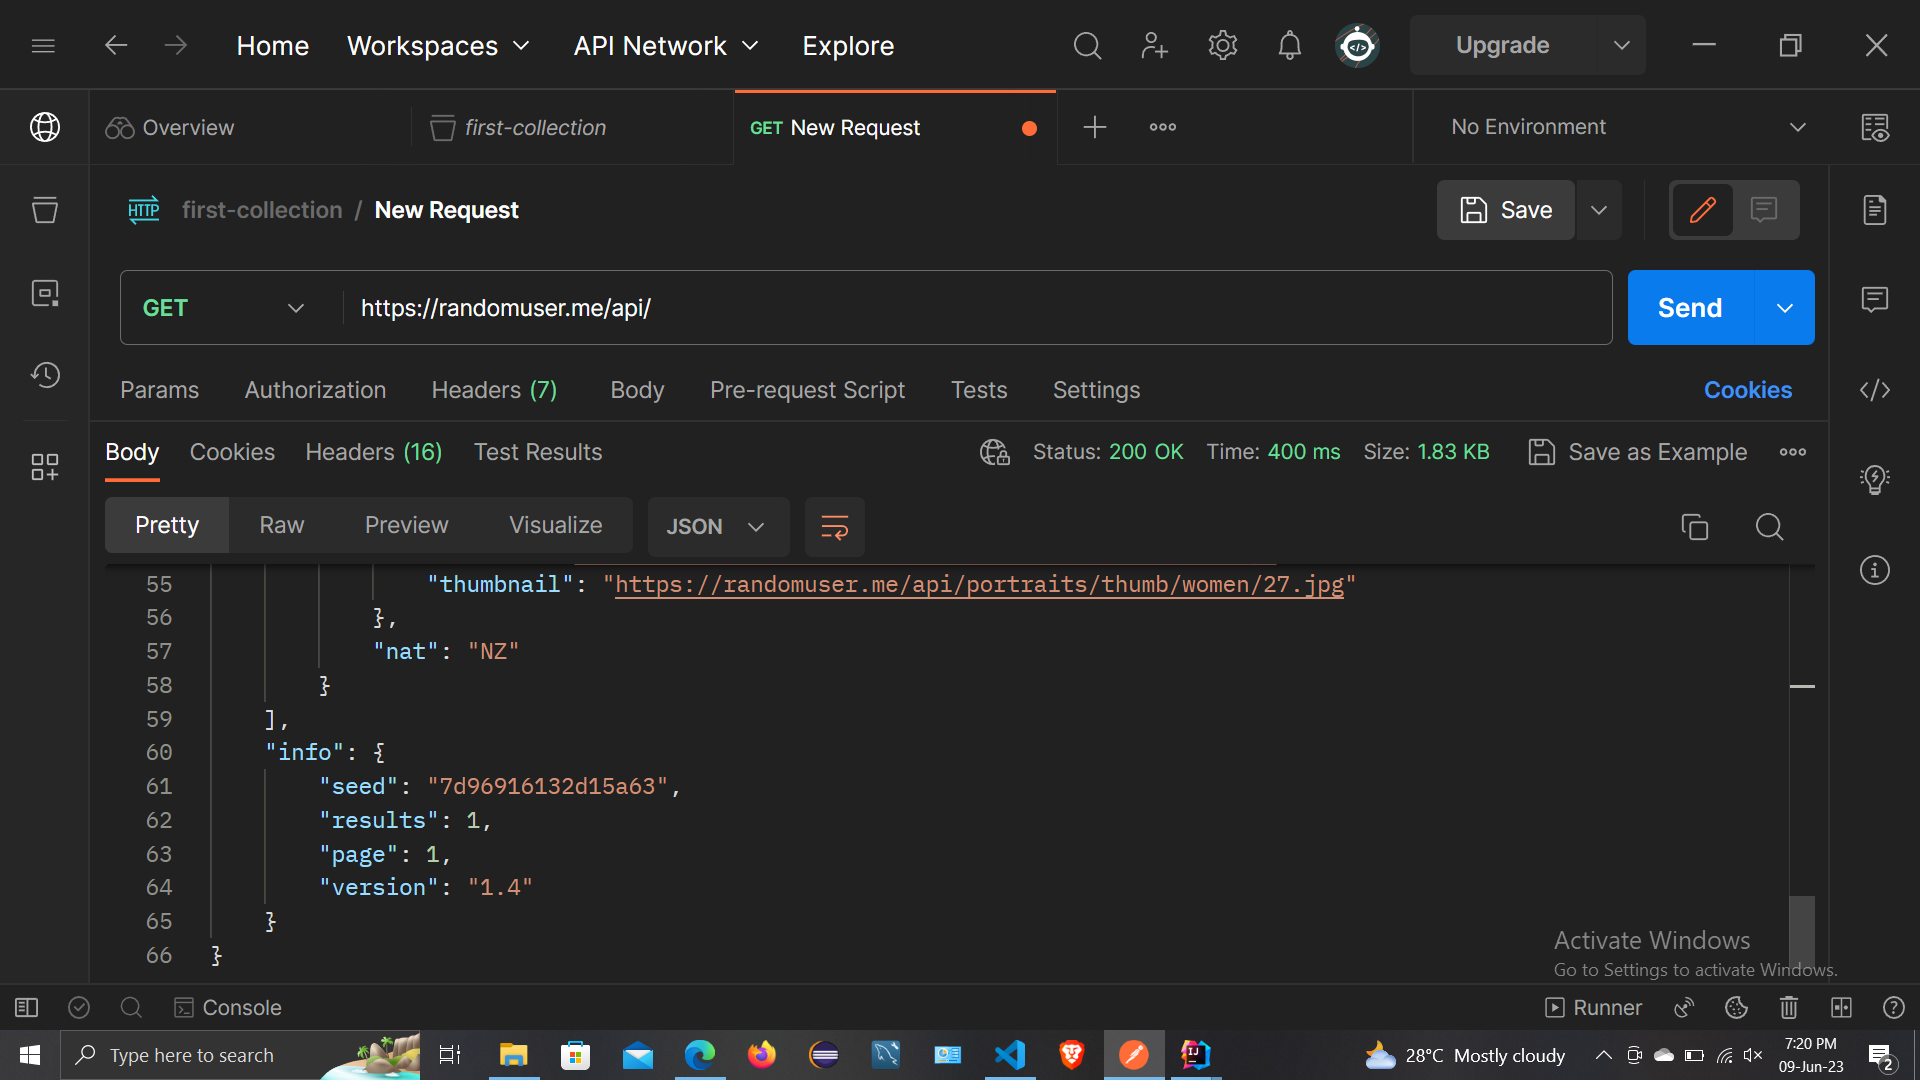 Home Workspaces API Network Explore Upgrade
Overview first-collection GET New Request No Environment
HTTP first-collection / New Request Save
GET https://randomuser.me/api/ Send
Params Authorization Headers (7) Body Pre-request Script Tests Settings Cookies
Body Cookies Headers (16) Test Results Status: 200 OK Time: 400 ms Size: 1.83 KB Save as Example
Pretty Raw Preview Visualize JSON
55 "thumbnail": "https://randomuser.me/api/portraits/thumb/women/27.jpg"
56 },
57 "nat": "NZ"
58 }
59 ],
60 "info": {
61 "seed": "7d96916132d15a63",
62 "results": 1,
63 "page": 1,
64 "version": "1.4"
65 }
66 }
Activate Windows
Go to Settings to activate Windows.
Console Runner
Type here to search 28°C Mostly cloudy 7:20 PM
09-Jun-23 2